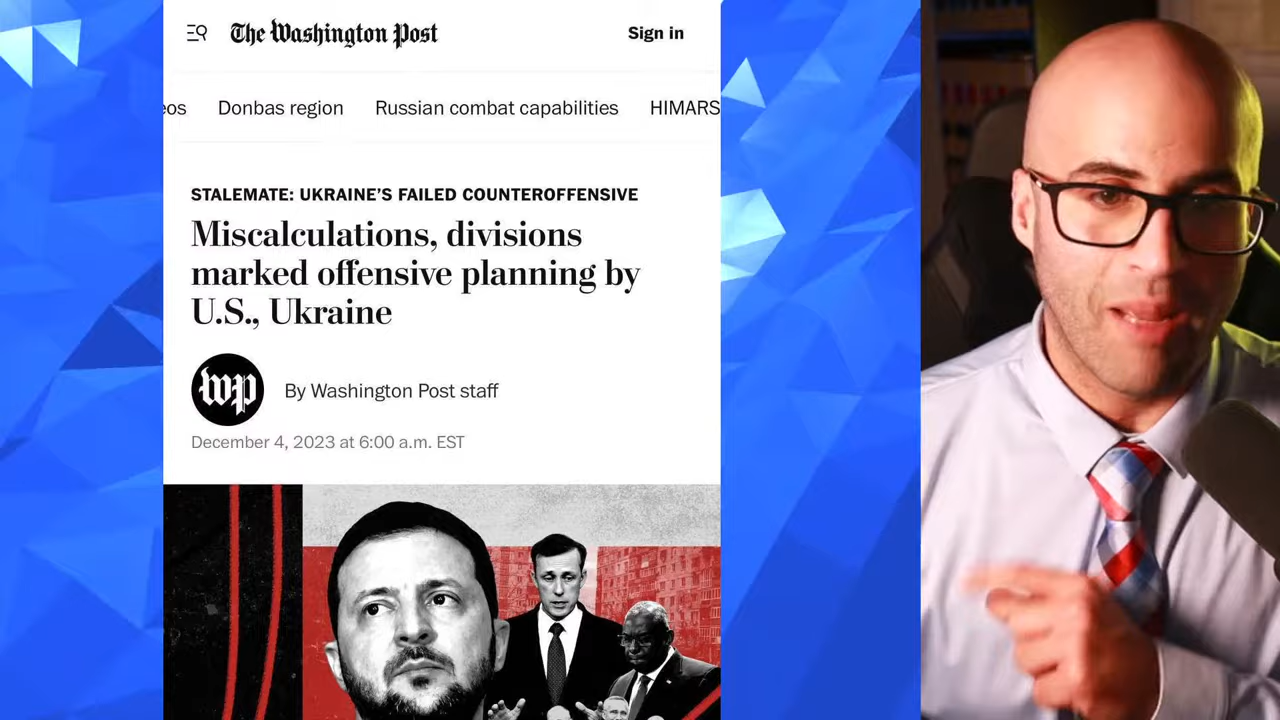 The Washington Post
Sign in
eos Donbas region Russian combat capabilities HIMARS
STALEMATE: UKRAINE'S FAILED COUNTEROFFENSIVE
Miscalculations, divisions
marked offensive planning by
U.S., Ukraine
wp
By Washington Post staff
December 4, 2023 at 6:00 a.m. EST